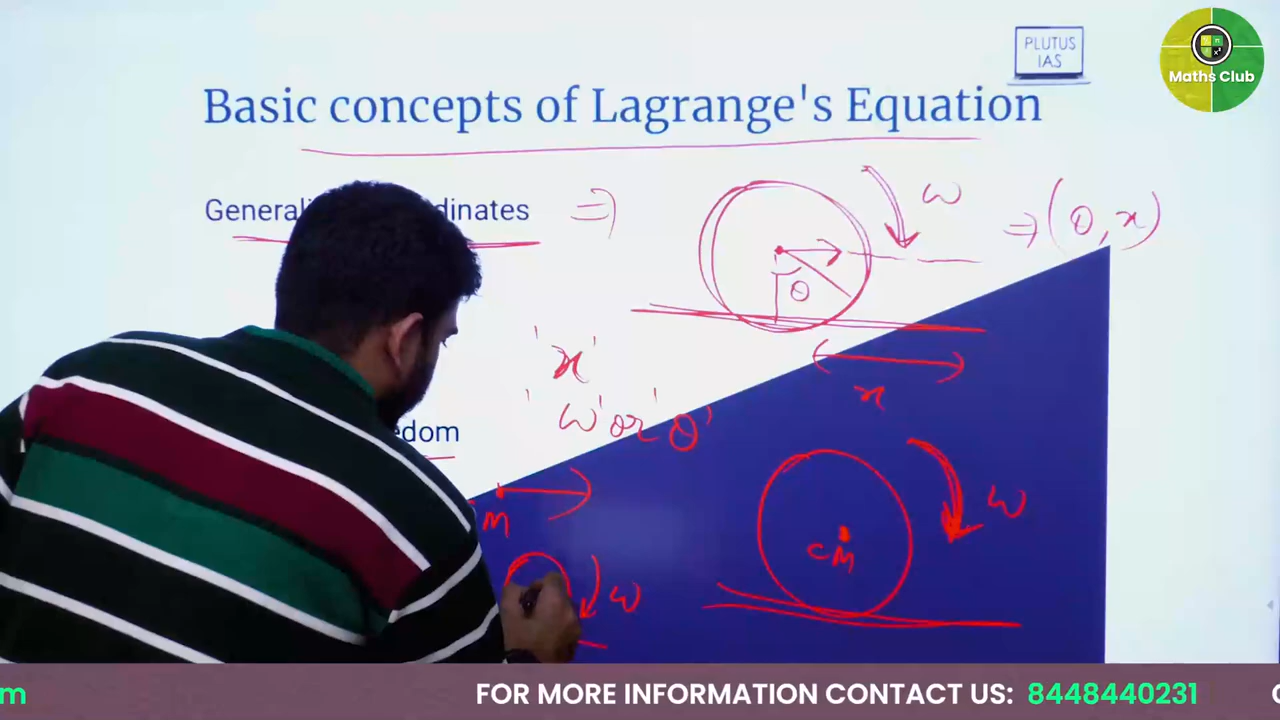 PLUTUS
IAS
Maths Club
Basic concepts of Lagrange's Equation
dinates ⇒
ω
⇒ (θ, x)
θ
x
'x'
'ω' or 'θ'
edom
M
ω
CM
ω
m
FOR MORE INFORMATION CONTACT US: 8448440231